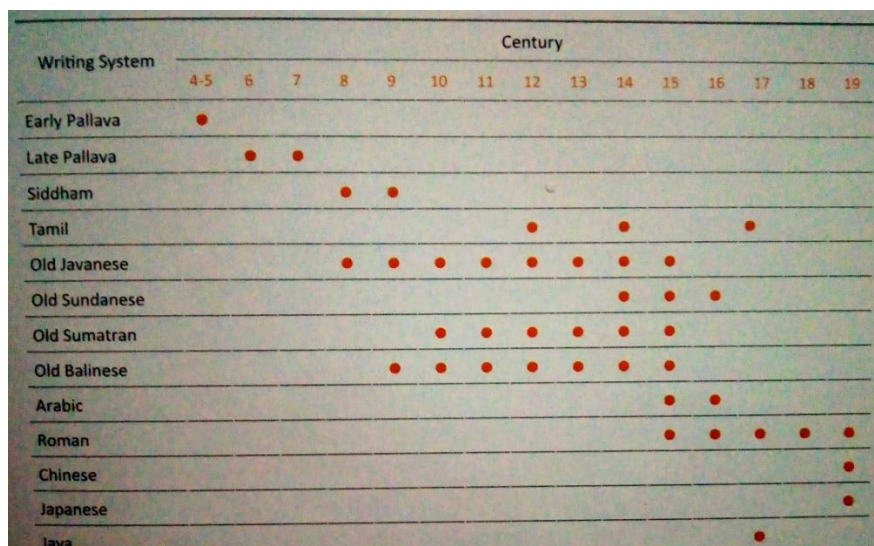 Century
Writing System
4-5 6 7 8 9 10 11 12 13 14 15 16 17 18 19
Early Pallava
Late Pallava
Siddham
Tamil
Old Javanese
Old Sundanese
Old Sumatran
Old Balinese
Arabic
Roman
Chinese
Japanese
Java